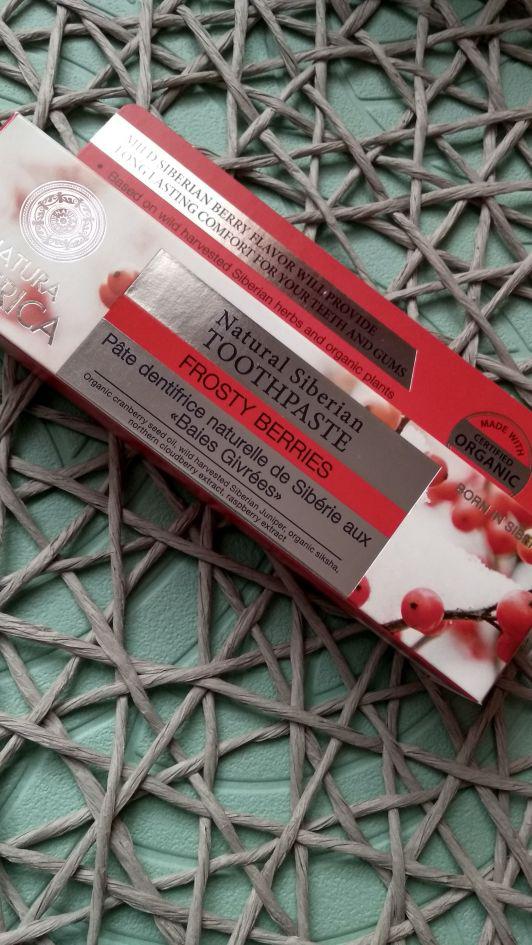 MILD SIBERIAN BERRY FLAVOR WILL PROVIDE
LONG LASTING COMFORT FOR YOUR TEETH AND GUMS
• Based on wild harvested Siberian herbs and organic plants
NATURA
RICA
Natural Siberian
TOOTHPASTE
FROSTY BERRIES
Pâte dentifrice naturelle de Sibérie aux
«Baies Givrées»
Organic cranberry seed oil, wild harvested Siberian Juniper, organic siksha,
northern cloudberry extract, raspberry extract
MADE WITH
CERTIFIED
ORGANIC
BORN IN SIBE